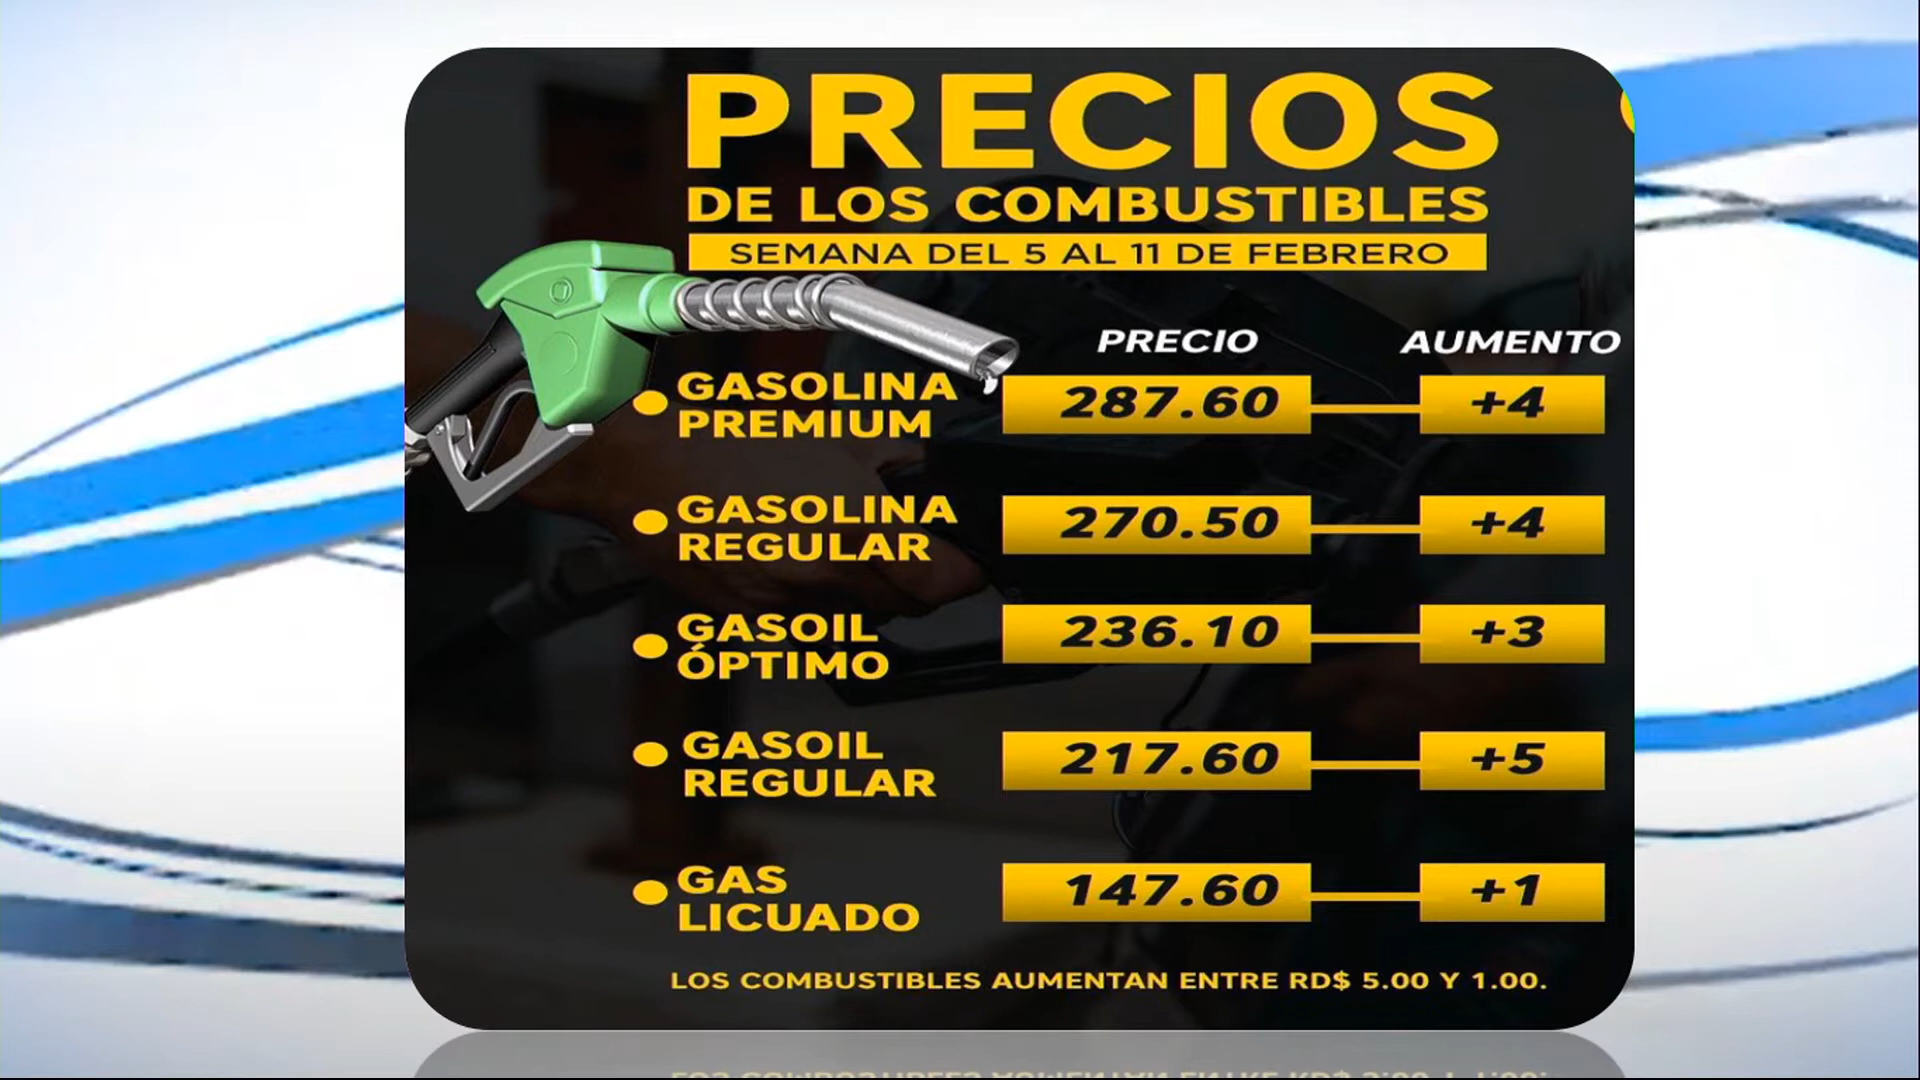 PRECIOS
DE LOS COMBUSTIBLES
SEMANA DEL 5 AL 11 DE FEBRERO
PRECIO AUMENTO
GASOLINA
PREMIUM
287.60 +4
GASOLINA
REGULAR
270.50 +4
GASOIL
ÓPTIMO
236.10 +3
GASOIL
REGULAR
217.60 +5
GAS
LICUADO
147.60 +1
LOS COMBUSTIBLES AUMENTAN ENTRE RD$ 5.00 Y 1.00.